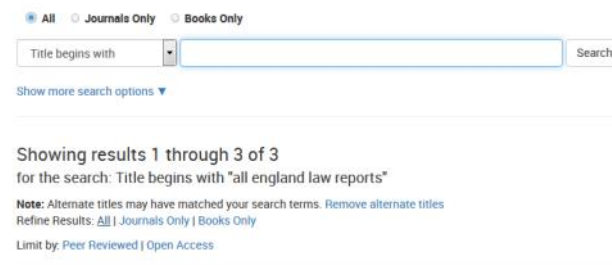 All Journals Only Books Only
Title begins with Search
Show more search options ▼
Showing results 1 through 3 of 3
for the search: Title begins with "all england law reports"
Note: Alternate titles may have matched your search terms. Remove alternate titles
Refine Results: All | Journals Only | Books Only
Limit by: Peer Reviewed | Open Access